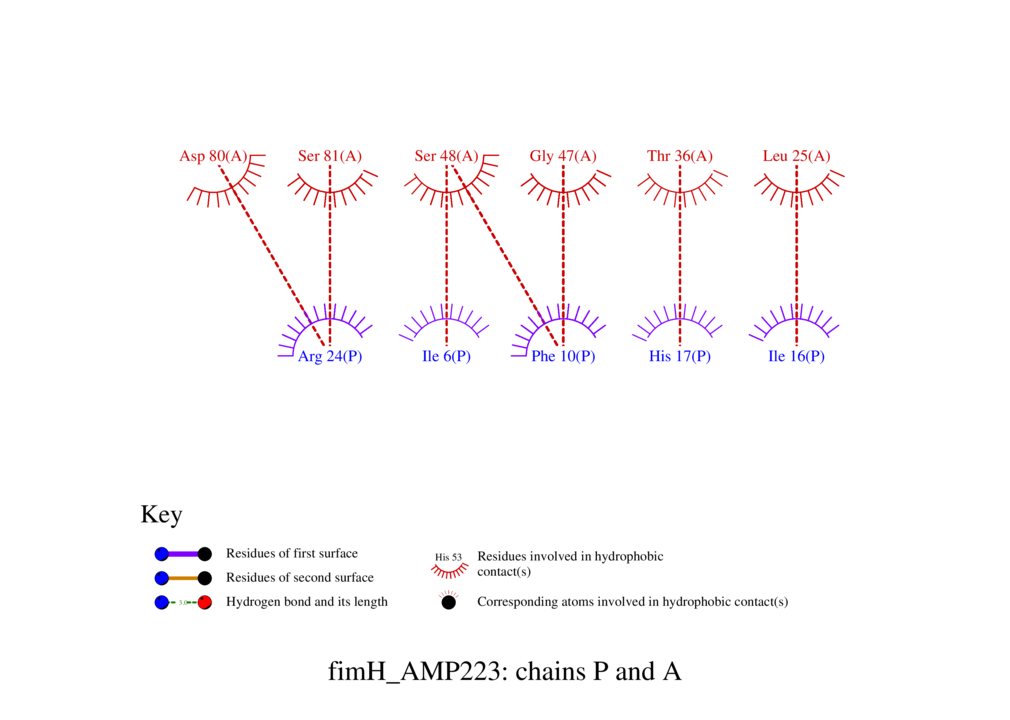 Asp 80(A) Ser 81(A) Ser 48(A) Gly 47(A) Thr 36(A) Leu 25(A)
Arg 24(P) Ile 6(P) Phe 10(P) His 17(P) Ile 16(P)
Key
Residues of first surface
Residues of second surface
3.0 Hydrogen bond and its length
His 53 Residues involved in hydrophobic
contact(s)
Corresponding atoms involved in hydrophobic contact(s)
fimH_AMP223: chains P and A